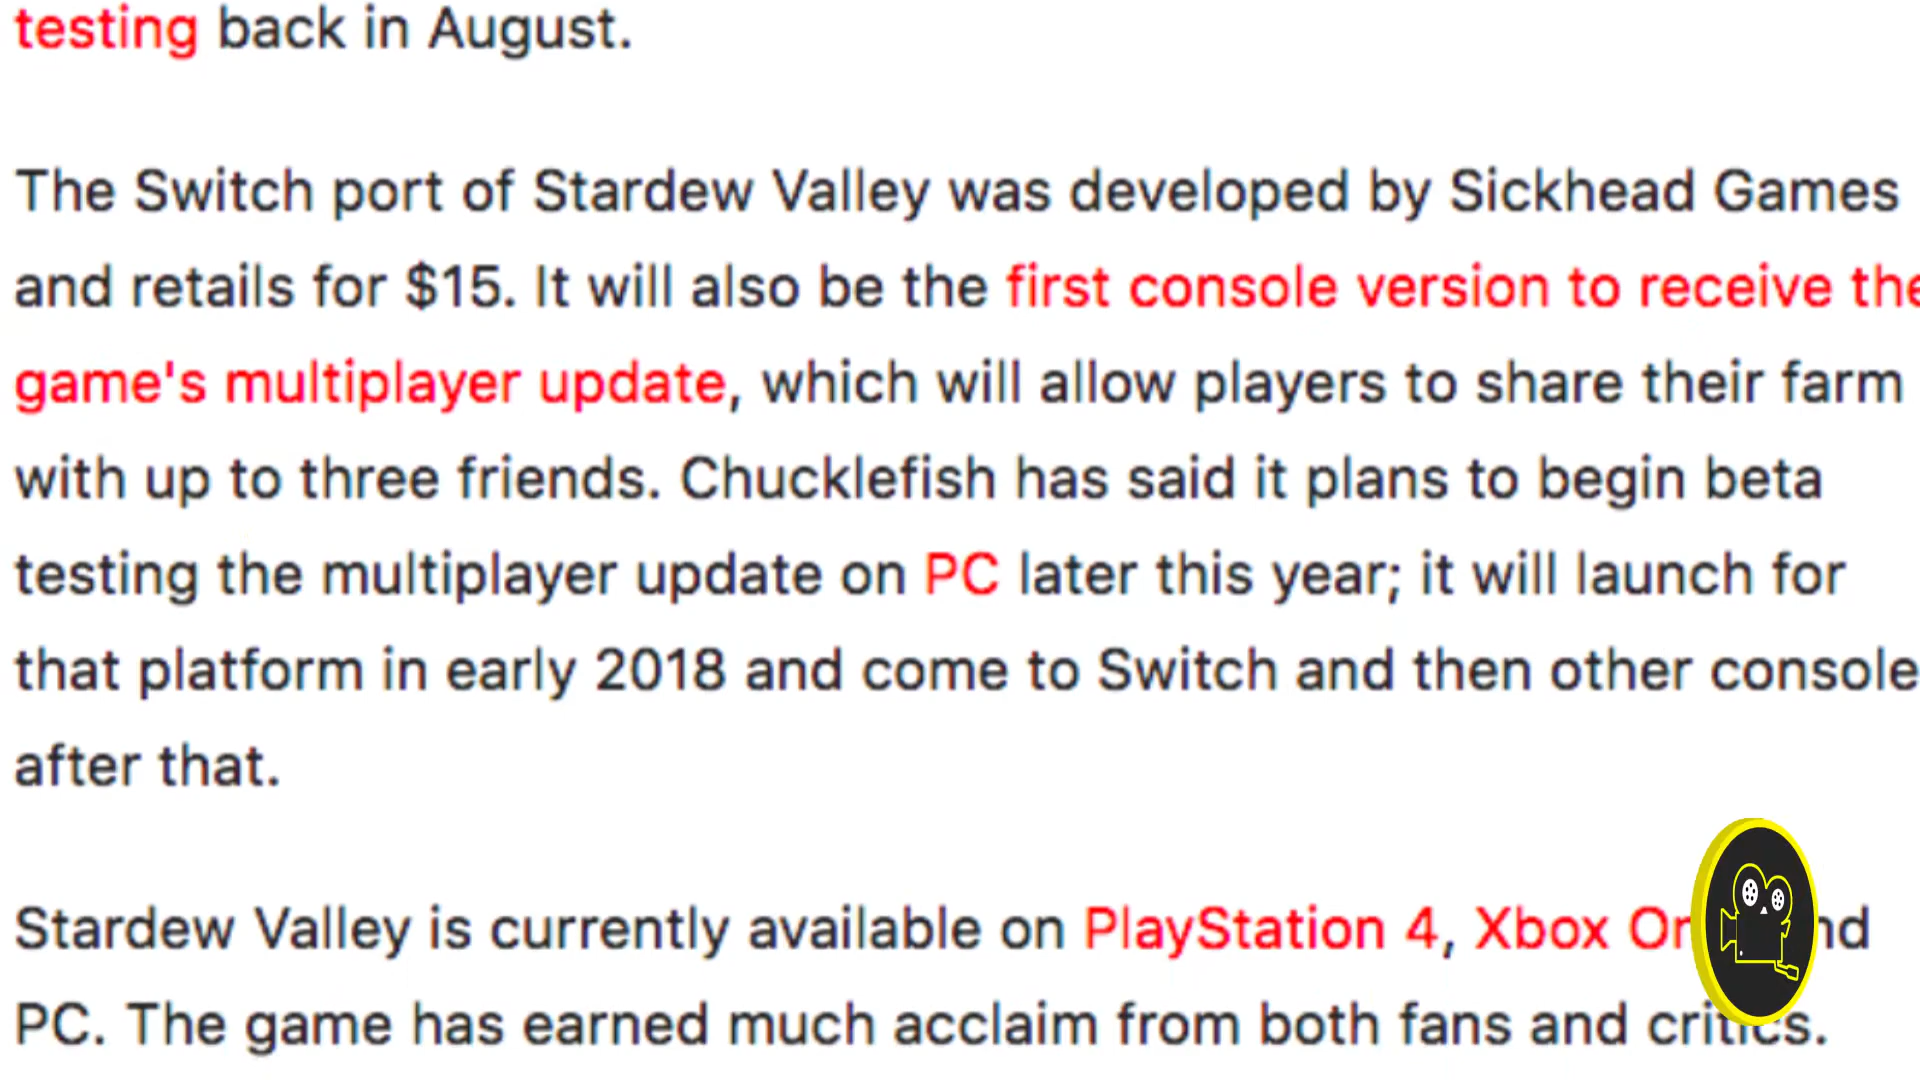 testing back in August.
The Switch port of Stardew Valley was developed by Sickhead Games
and retails for $15. It will also be the first console version to receive the
game's multiplayer update, which will allow players to share their farm
with up to three friends. Chucklefish has said it plans to begin beta
testing the multiplayer update on PC later this year; it will launch for
that platform in early 2018 and come to Switch and then other console
after that.
Stardew Valley is currently available on PlayStation 4, Xbox
PC. The game has earned much acclaim from both fans and critics.